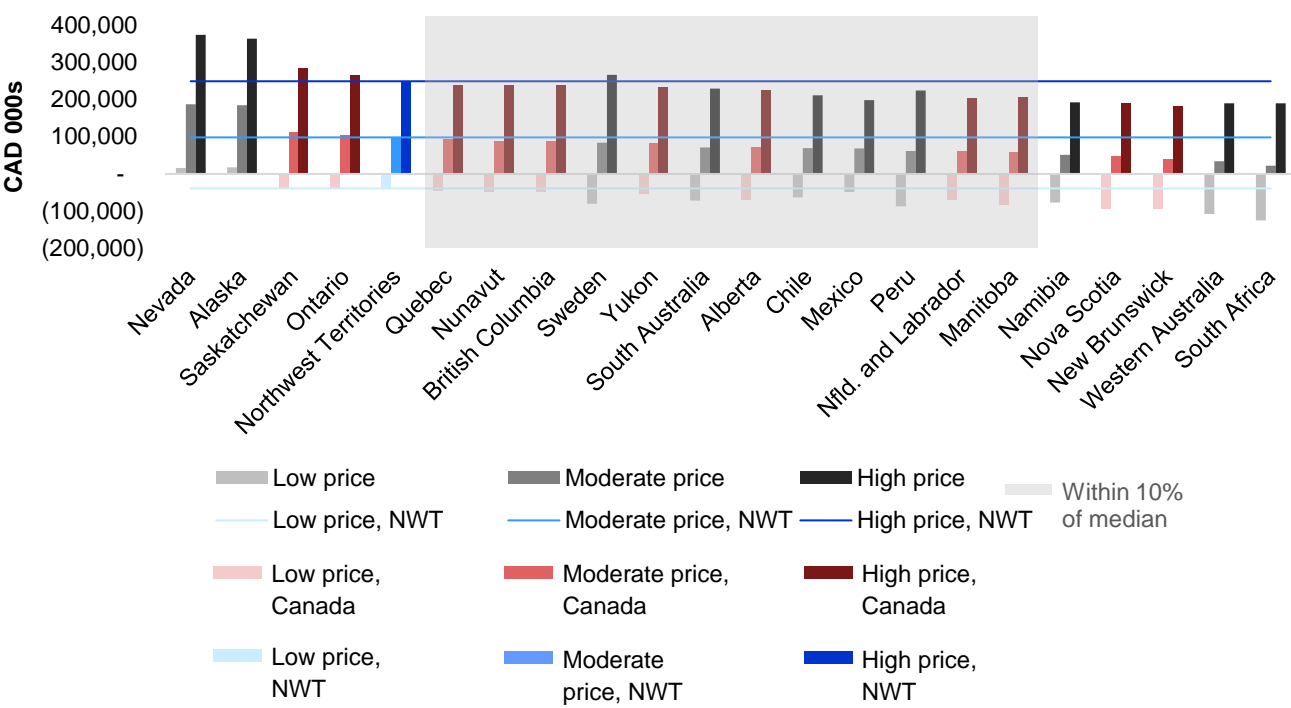 400,000
300,000
200,000
100,000
-
(100,000)
(200,000)
CAD 000s
Nevada
Alaska
Saskatchewan
Ontario
Northwest Territories
Quebec
Nunavut
British Columbia
Sweden
Yukon
South Australia
Alberta
Chile
Mexico
Peru
Nfld. and Labrador
Manitoba
Namibia
Nova Scotia
New Brunswick
Western Australia
South Africa
Low price
Moderate price
High price
Within 10%
of median
Low price, NWT
Moderate price, NWT
High price, NWT
Low price,
Canada
Moderate price,
Canada
High price,
Canada
Low price,
NWT
Moderate
price, NWT
High price,
NWT